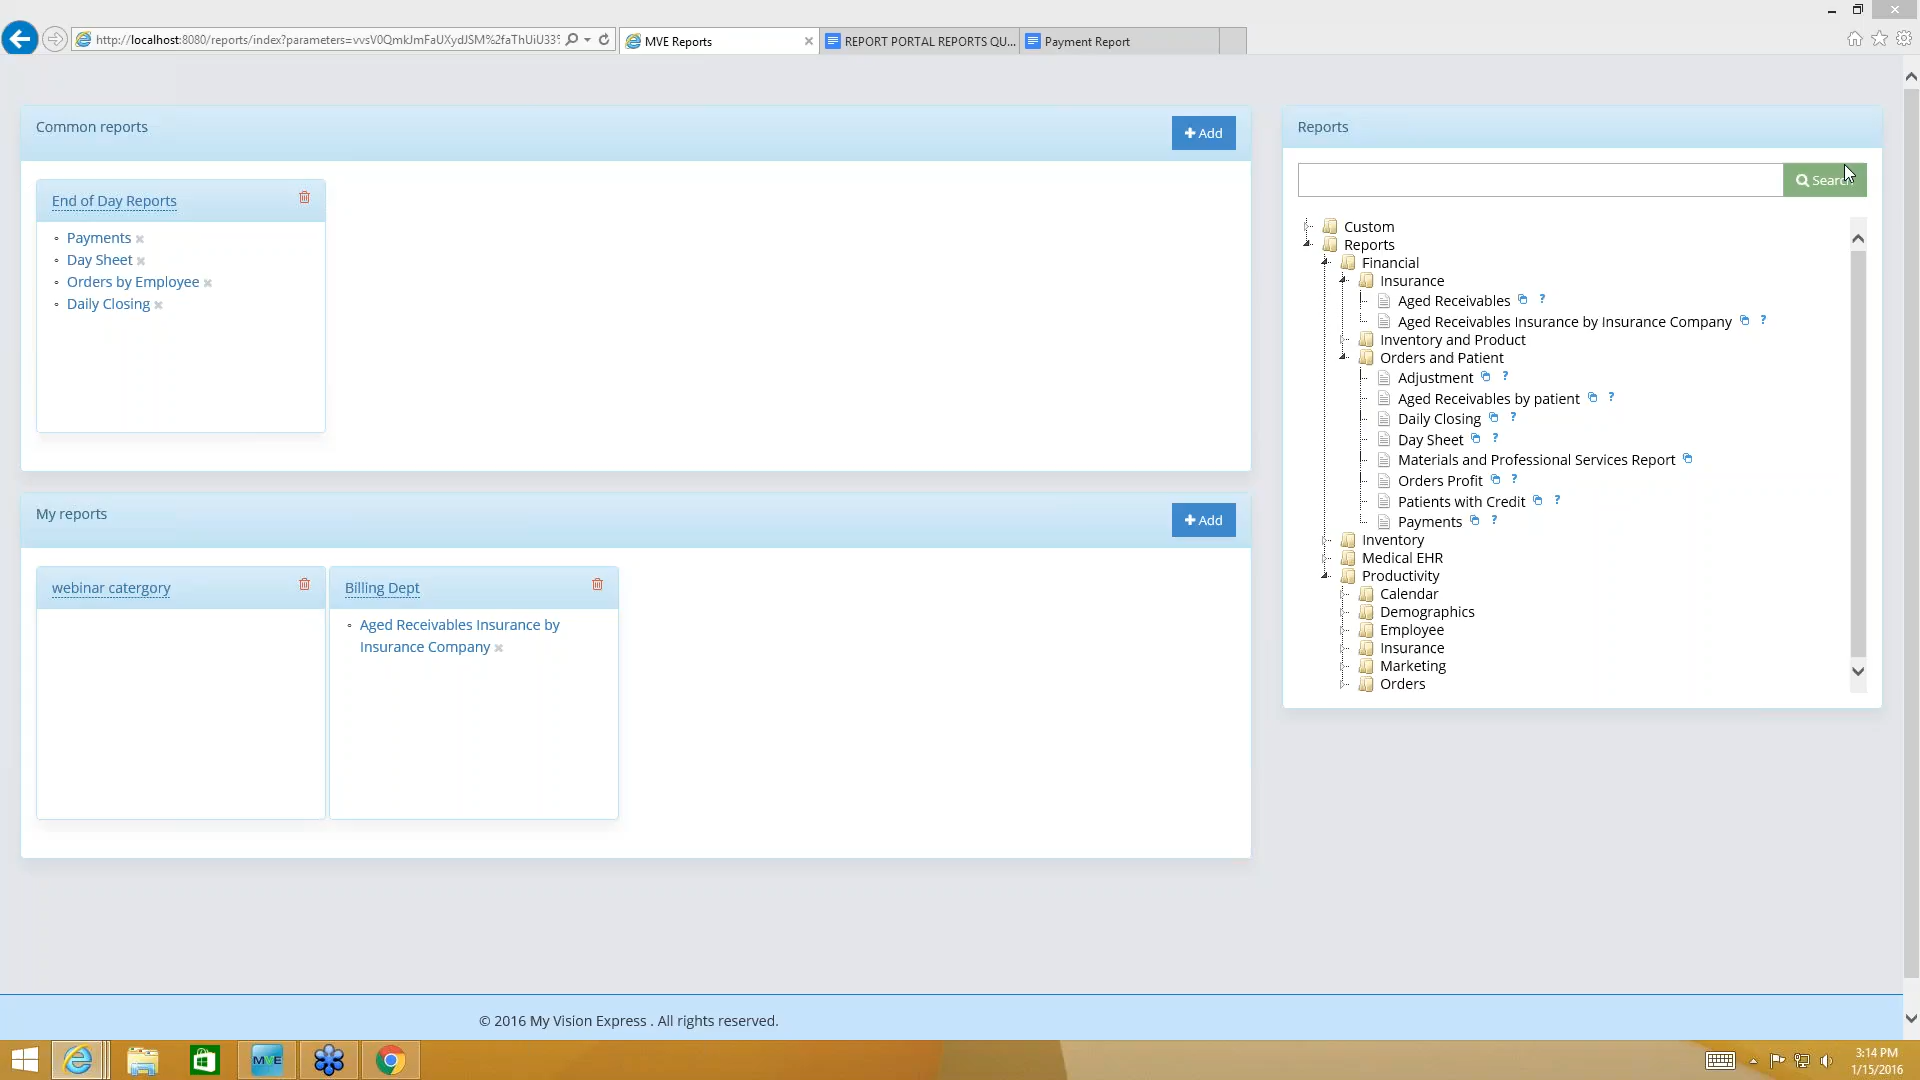 http://localhost:8080/reports/index?parameters=vvsV0QmkJmFaUXydJSM%2faThUiU33%
MVE Reports
REPORT PORTAL REPORTS QU...
Payment Report
Common reports
+ Add
End of Day Reports
Payments
Day Sheet
Orders by Employee
Daily Closing
My reports
+ Add
webinar catergory
Billing Dept
Aged Receivables Insurance by
Insurance Company
Reports
Search
Custom
Reports
Financial
Insurance
Aged Receivables ?
Aged Receivables Insurance by Insurance Company ?
Inventory and Product
Orders and Patient
Adjustment ?
Aged Receivables by patient ?
Daily Closing ?
Day Sheet ?
Materials and Professional Services Report
Orders Profit ?
Patients with Credit ?
Payments ?
Inventory
Medical EHR
Productivity
Calendar
Demographics
Employee
Insurance
Marketing
Orders
© 2016 My Vision Express . All rights reserved.
MVE
3:14 PM
1/15/2016